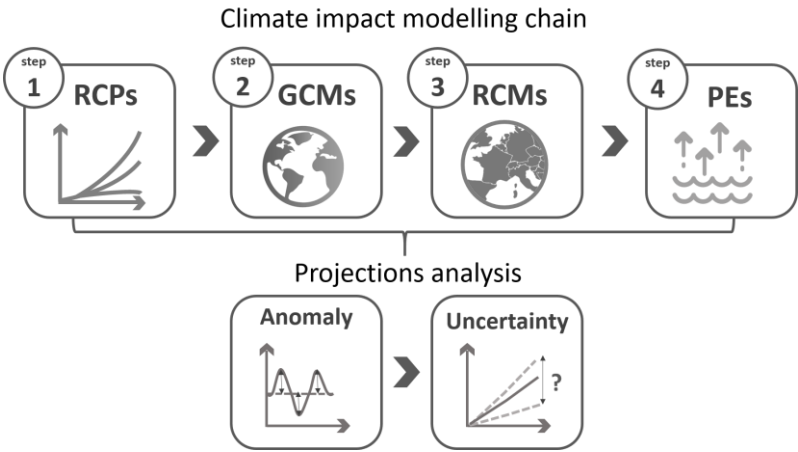 Climate impact modelling chain
step
1
RCPs
step
2
GCMs
step
3
RCMs
step
4
PEs
Projections analysis
Anomaly
Uncertainty
?